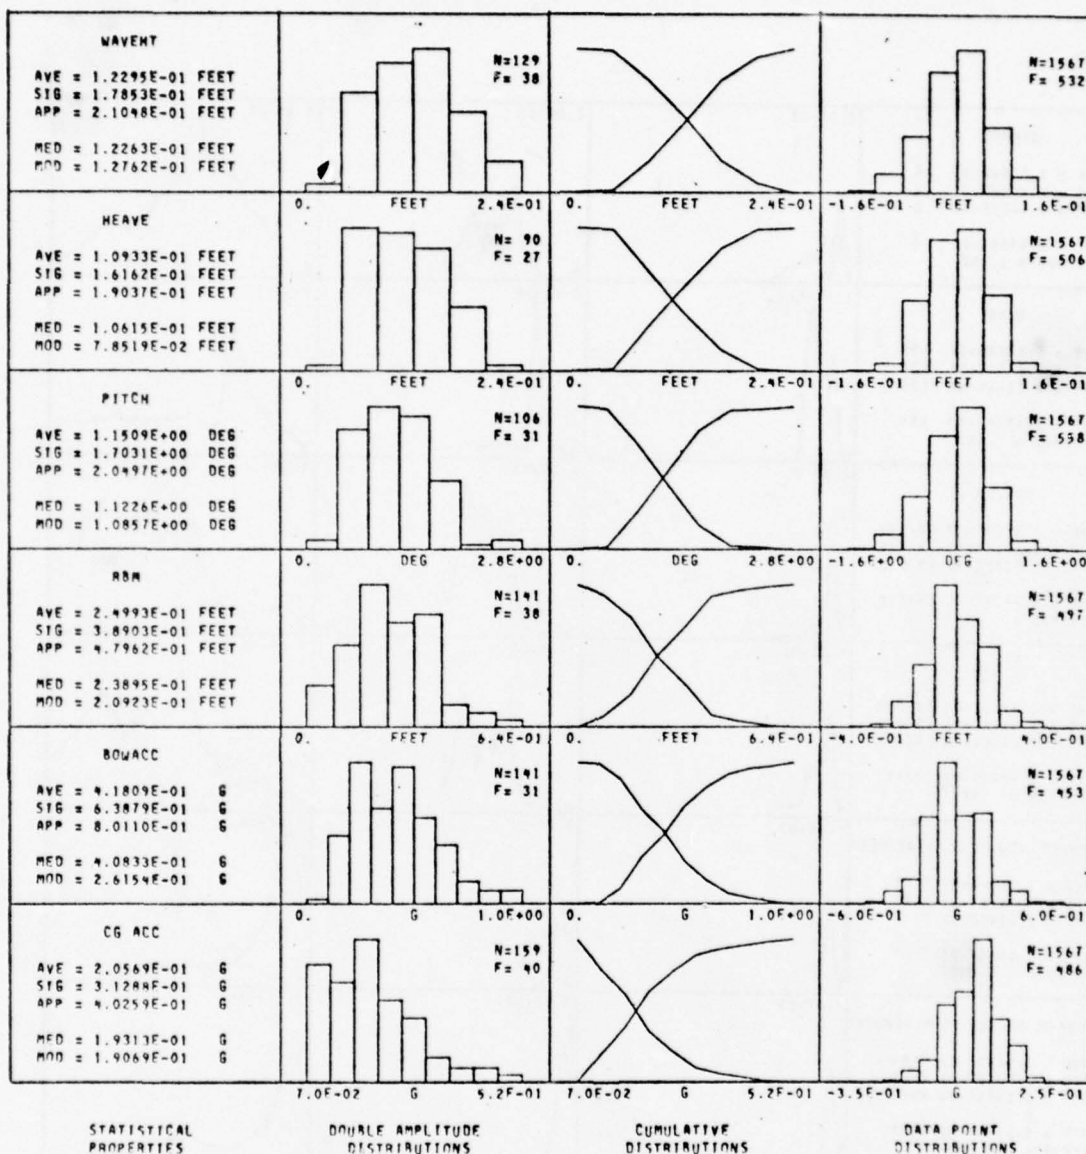 WAVEHT
AVE = 1.2295E-01 FEET
SIG = 1.7853E-01 FEET
APP = 2.1048E-01 FEET
MED = 1.2263E-01 FEET
MOD = 1.2762E-01 FEET
N=129
F= 38
N=1567
F= 532
0. FEET 2.4E-01
0. FEET 2.4E-01
-1.6E-01 FEET 1.6E-01
HEAVE
AVE = 1.0933E-01 FEET
SIG = 1.6162E-01 FEET
APP = 1.9037E-01 FEET
MED = 1.0615E-01 FEET
MOD = 7.8519E-02 FEET
N= 90
F= 27
N=1567
F= 506
0. FEET 2.4E-01
0. FEET 2.4E-01
-1.6E-01 FEET 1.6E-01
PITCH
AVE = 1.1509E+00 DEG
SIG = 1.7031E+00 DEG
APP = 2.0497E+00 DEG
MED = 1.1226E+00 DEG
MOD = 1.0857E+00 DEG
N=106
F= 31
N=1567
F= 558
0. DEG 2.8E+00
0. DEG 2.8E+00
-1.6E+00 DEG 1.6E+00
RBM
AVE = 2.4993E-01 FEET
SIG = 3.8903E-01 FEET
APP = 4.7962E-01 FEET
MED = 2.3895E-01 FEET
MOD = 2.0923E-01 FEET
N=141
F= 38
N=1567
F= 497
0. FEET 6.4E-01
0. FEET 6.4E-01
-4.0E-01 FEET 4.0E-01
BOWACC
AVE = 4.1809E-01 G
SIG = 6.3879E-01 G
APP = 8.0110E-01 G
MED = 4.0833E-01 G
MOD = 2.6154E-01 G
N=141
F= 31
N=1567
F= 453
0. G 1.0E+00
0. G 1.0E+00
-6.0E-01 G 6.0E-01
CG ACC
AVE = 2.0569E-01 G
SIG = 3.1288E-01 G
APP = 4.0259E-01 G
MED = 1.9313E-01 G
MOD = 1.9069E-01 G
N=159
F= 40
N=1567
F= 486
7.0E-02 G 5.2E-01
7.0E-02 G 5.2E-01
-3.5E-01 G 2.5E-01
STATISTICAL
PROPERTIES
DOUBLE AMPLITUDE
DISTRIBUTIONS
CUMULATIVE
DISTRIBUTIONS
DATA POINT
DISTRIBUTIONS